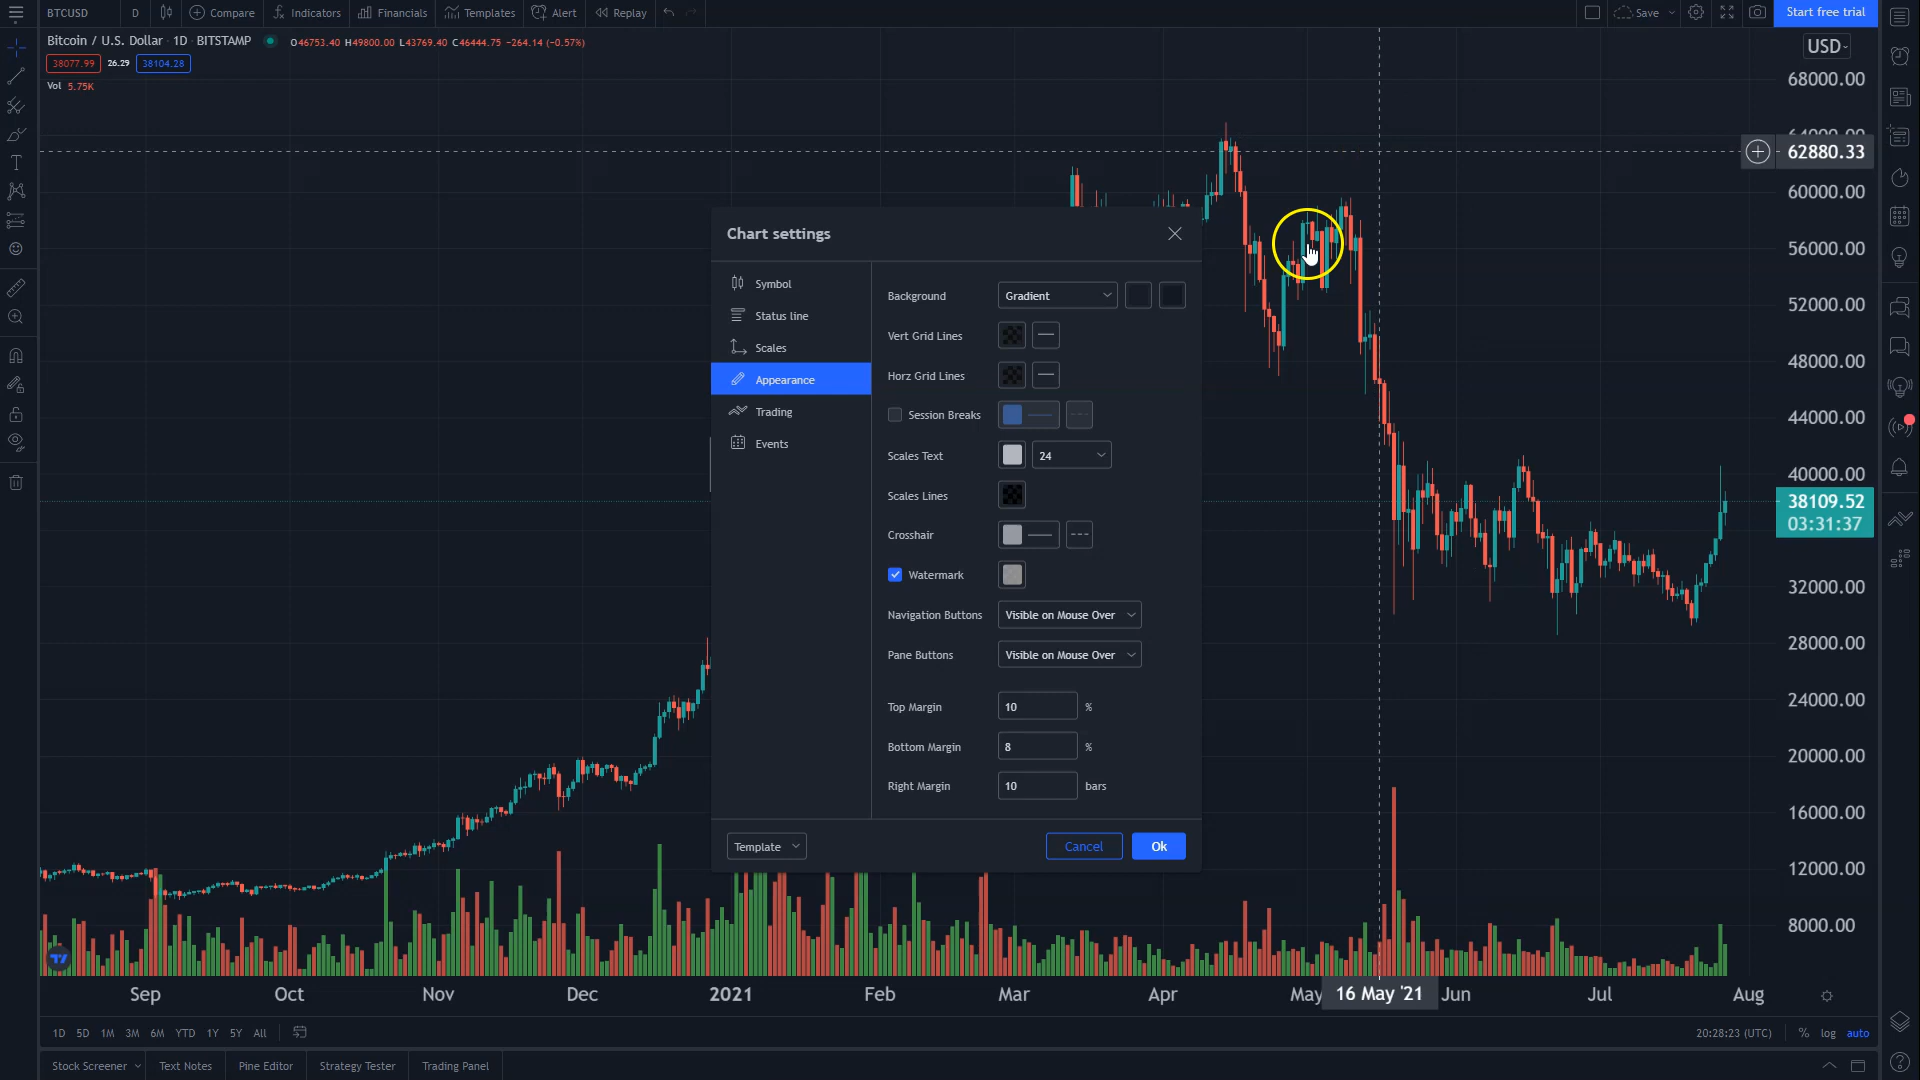 BTCUSD D Compare Indicators Financials Templates Alert Replay Save Start free trial
Bitcoin / U.S. Dollar · 1D · BITSTAMP O46753.40 H49800.00 L43769.40 C46444.75 −264.14 (−0.57%)
38077.99 26.29 38104.28
Vol 5.75K
USD
68000.00
62880.33
60000.00
56000.00
52000.00
48000.00
44000.00
40000.00
38109.52
03:31:37
32000.00
28000.00
24000.00
20000.00
16000.00
12000.00
8000.00
Chart settings
Symbol
Status line
Scales
Appearance
Trading
Events
Background Gradient
Vert Grid Lines
Horz Grid Lines
Session Breaks
Scales Text 24
Scales Lines
Crosshair
Watermark
Navigation Buttons Visible on Mouse Over
Pane Buttons Visible on Mouse Over
Top Margin 10 %
Bottom Margin 8 %
Right Margin 10 bars
Template Cancel Ok
Sep Oct Nov Dec 2021 Feb Mar Apr May 16 May '21 Jun Jul Aug
1D 5D 1M 3M 6M YTD 1Y 5Y All 20:28:23 (UTC) % log auto
Stock Screener Text Notes Pine Editor Strategy Tester Trading Panel